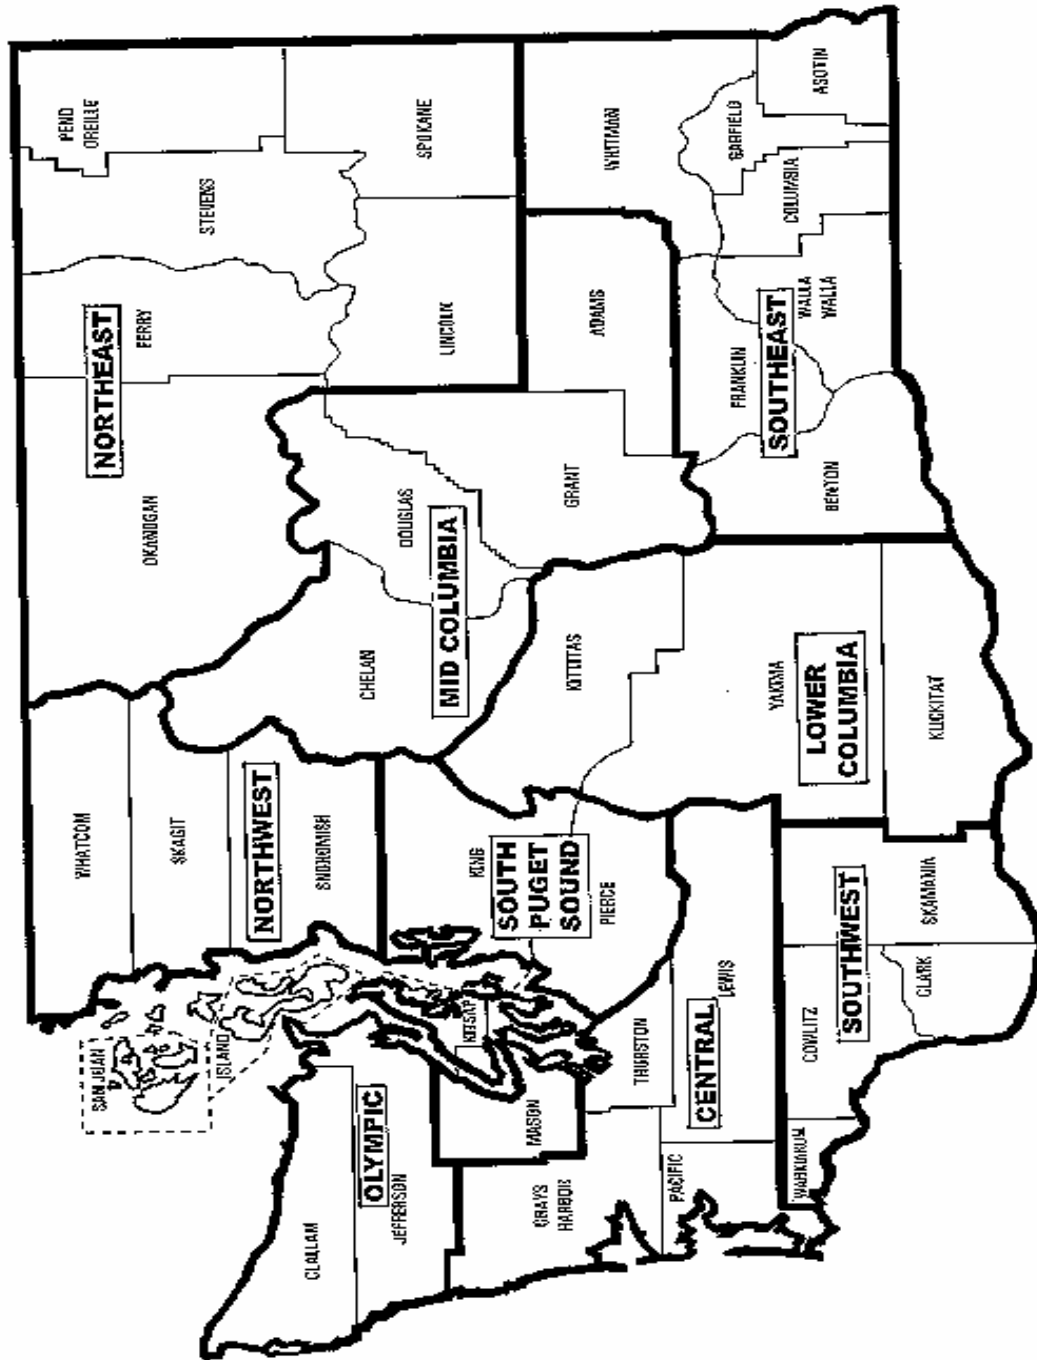 SAN JUAN
WHATCOM
SKAGIT
ISLAND
NORTHWEST
SNOHOMISH
CLALLAM
OLYMPIC
JEFFERSON
KITSAP
MASON
GRAYS
HARBOR
KING
SOUTH
PUGET
SOUND
PIERCE
THURSTON
CENTRAL
LEWIS
PACIFIC
WAHKIAKUM
COWLITZ
SOUTHWEST
CLARK
SKAMANIA
OKANOGAN
NORTHEAST
FERRY
STEVENS
PEND
OREILLE
CHELAN
DOUGLAS
MID COLUMBIA
LINCOLN
SPOKANE
KITTITAS
GRANT
ADAMS
WHITMAN
YAKIMA
LOWER
COLUMBIA
KLICKITAT
FRANKLIN
SOUTHEAST
BENTON
WALLA
WALLA
COLUMBIA
GARFIELD
ASOTIN